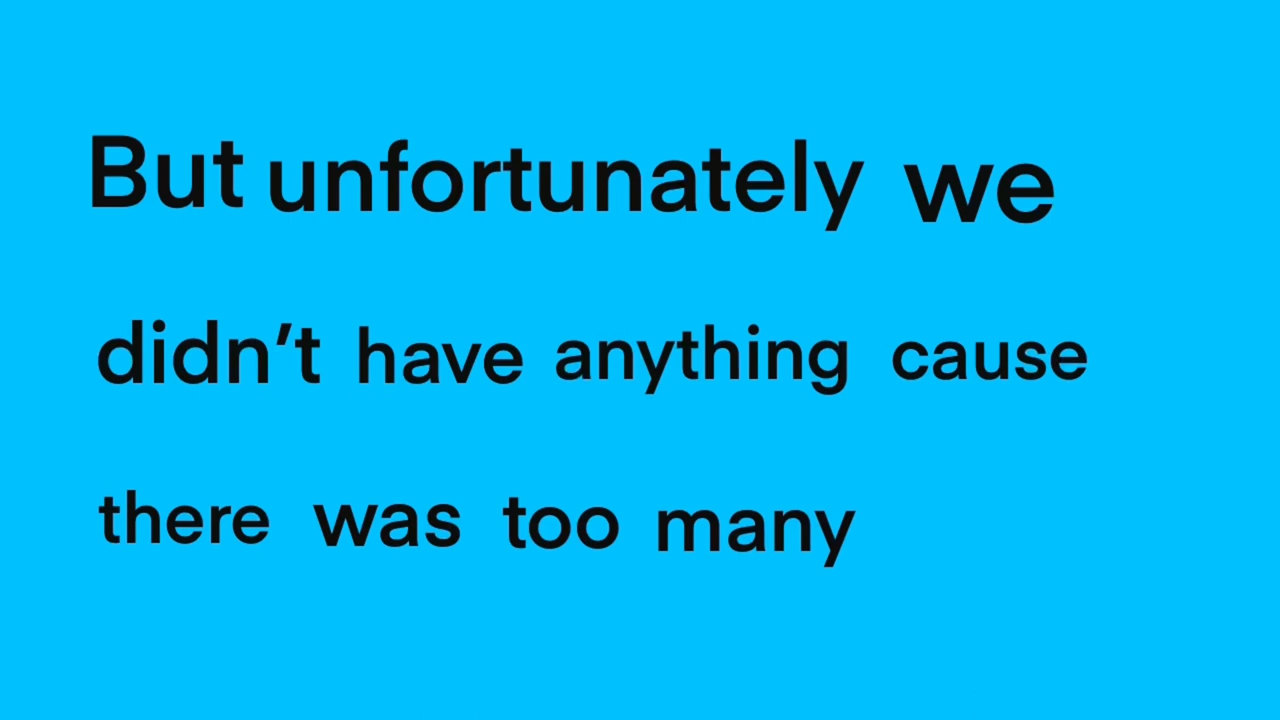 But unfortunately we
didn’t have anything cause
there was too many